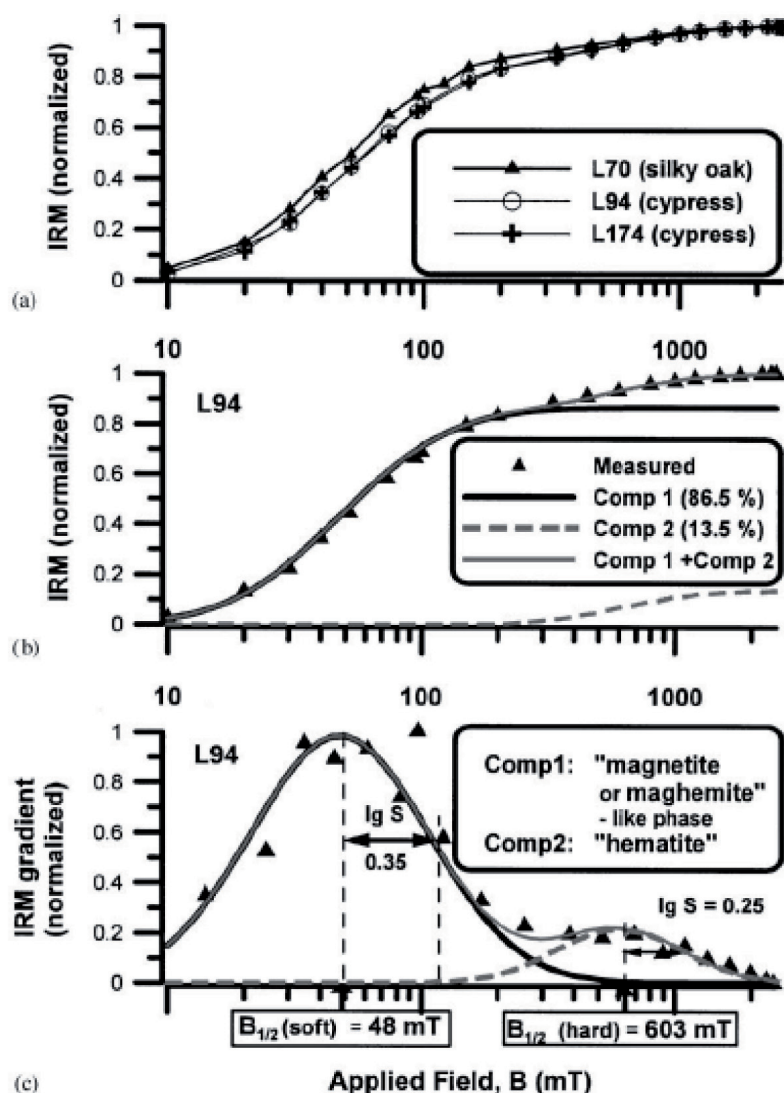 1
0.8
0.6
0.4
0.2
0
IRM (normalized)
L70 (silky oak)
L94 (cypress)
L174 (cypress)
(a)
10 100 1000
1
0.8
0.6
0.4
0.2
0
IRM (normalized)
L94
Measured
Comp 1 (86.5 %)
Comp 2 (13.5 %)
Comp 1 +Comp 2
(b)
10 100 1000
1
0.8
0.6
0.4
0.2
0
IRM gradient
(normalized)
L94
lg S
0.35
Comp1: "magnetite
or maghemite"
- like phase
Comp2: "hematite"
lg S = 0.25
B1/2 (soft) = 48 mT
B1/2 (hard) = 603 mT
(c)
Applied Field, B (mT)